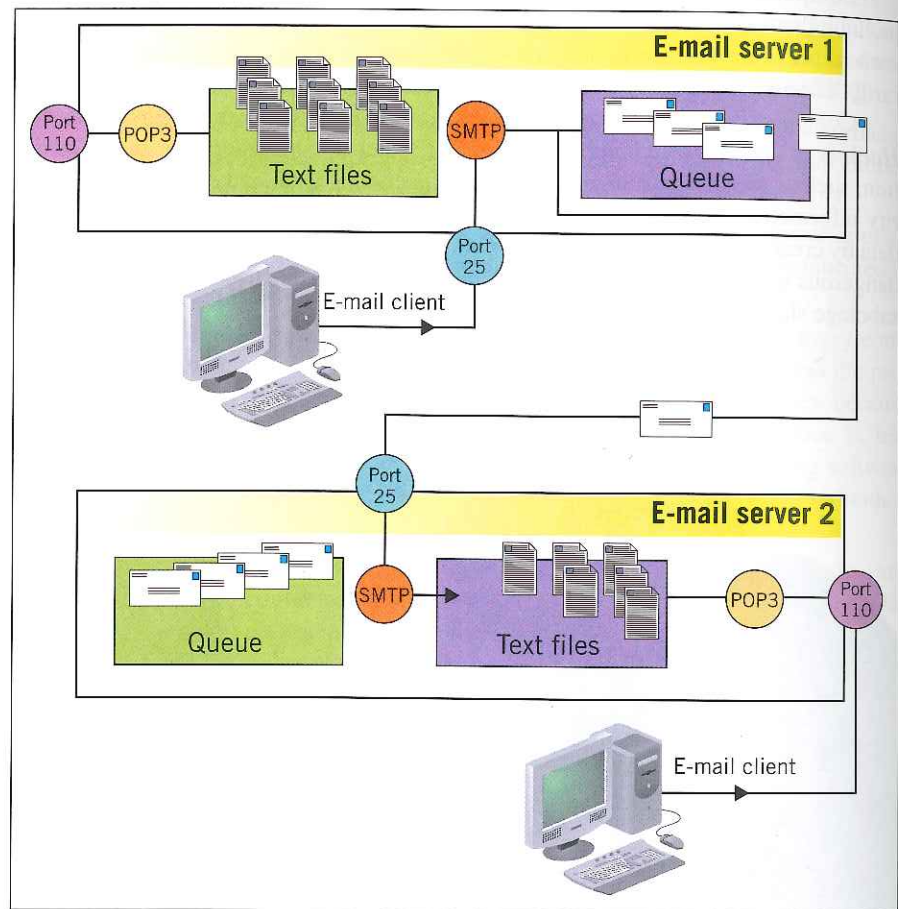 E-mail server 1
Port
110
POP3
Text files
SMTP
Queue
Port
25
E-mail client
Port
25
E-mail server 2
Queue
SMTP
Text files
POP3
Port
110
E-mail client